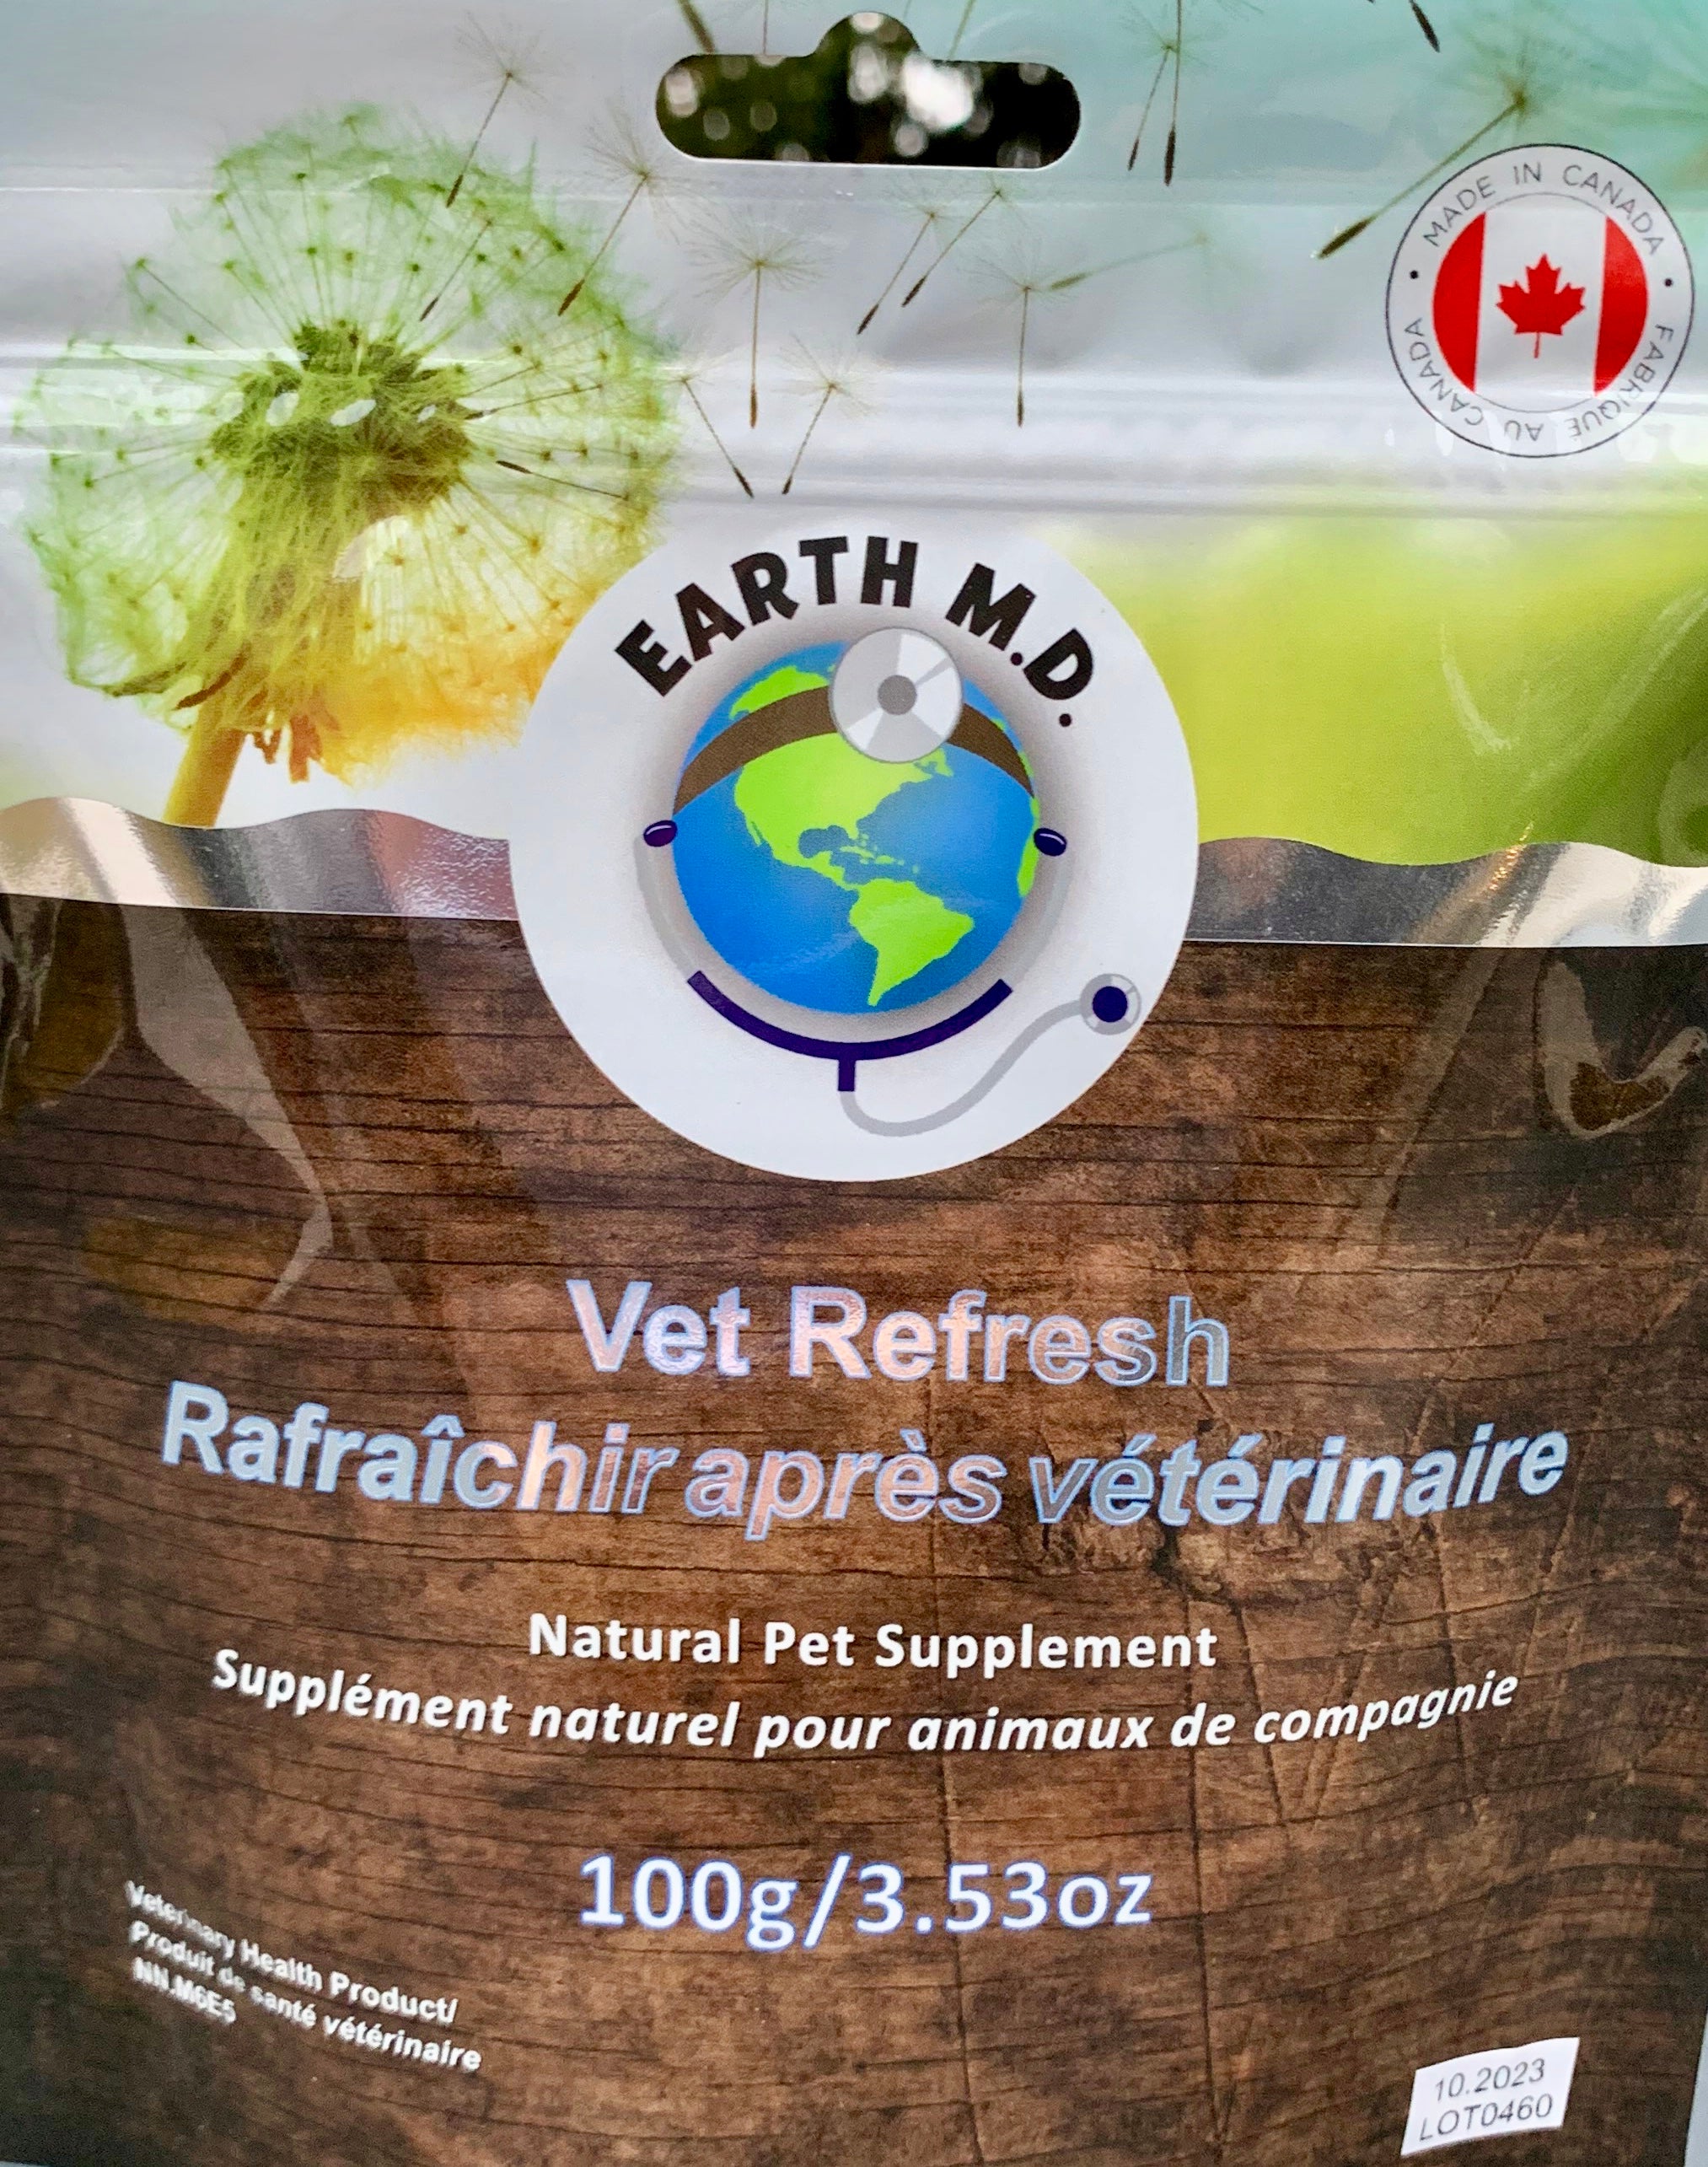 MADE IN CANADA
FABRIQUÉ AU CANADA
EARTH M.D.
Vet Refresh
Rafraîchir après vétérinaire
Natural Pet Supplement
Supplément naturel pour animaux de compagnie
100g/3.53oz
Veterinary Health Product/
Produit de santé vétérinaire
NN.M6E5
10.2023
LOT0460